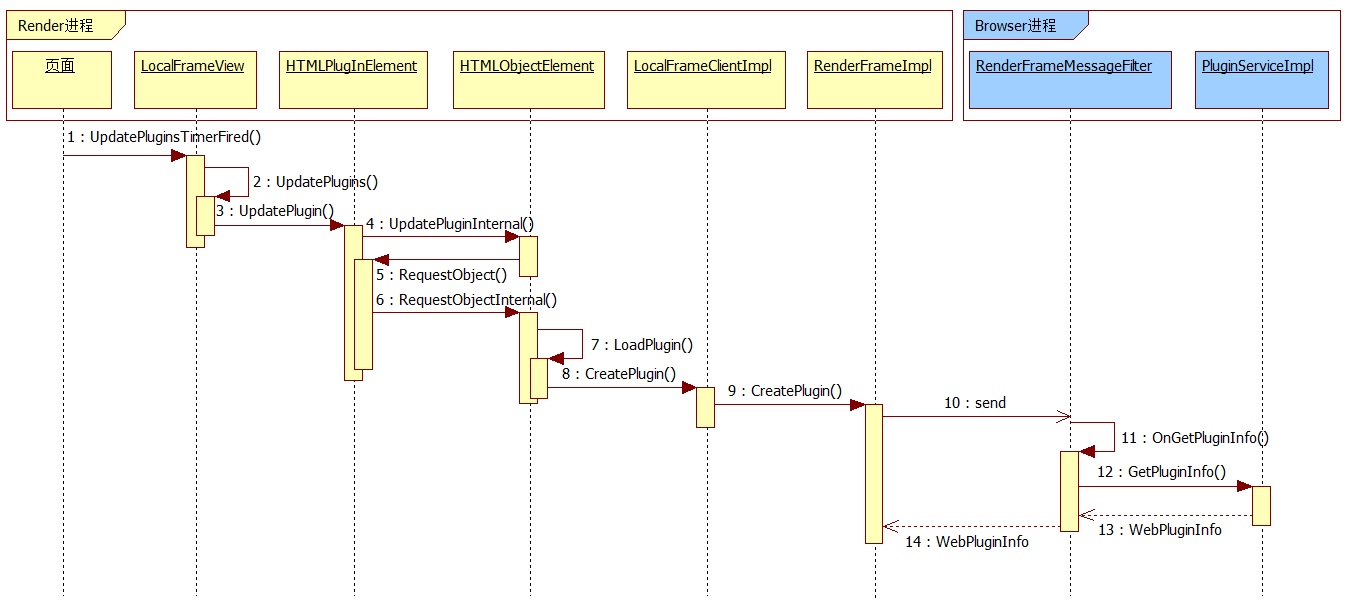 Render进程
Browser进程
页面
LocalFrameView
HTMLPlugInElement
HTMLObjectElement
LocalFrameClientImpl
RenderFrameImpl
RenderFrameMessageFilter
PluginServiceImpl
1 : UpdatePluginsTimerFired()
2 : UpdatePlugins()
3 : UpdatePlugin()
4 : UpdatePluginInternal()
5 : RequestObject()
6 : RequestObjectInternal()
7 : LoadPlugin()
8 : CreatePlugin()
9 : CreatePlugin()
10 : send
11 : OnGetPluginInfo()
12 : GetPluginInfo()
13 : WebPluginInfo
14 : WebPluginInfo